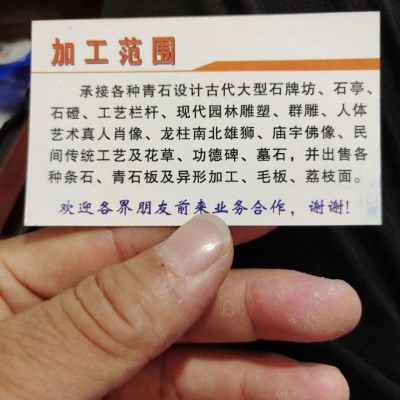 加工范围
承接各种青石设计古代大型石牌坊、石亭、
石磴、工艺栏杆、现代园林雕塑、群雕、人体
艺术真人肖像、龙柱南北雄狮、庙宇佛像、民
间传统工艺及花草、功德碑、墓石，并出售各
种条石、青石板及异形加工、毛板、荔枝面。
欢迎各界朋友前来业务合作，谢谢！